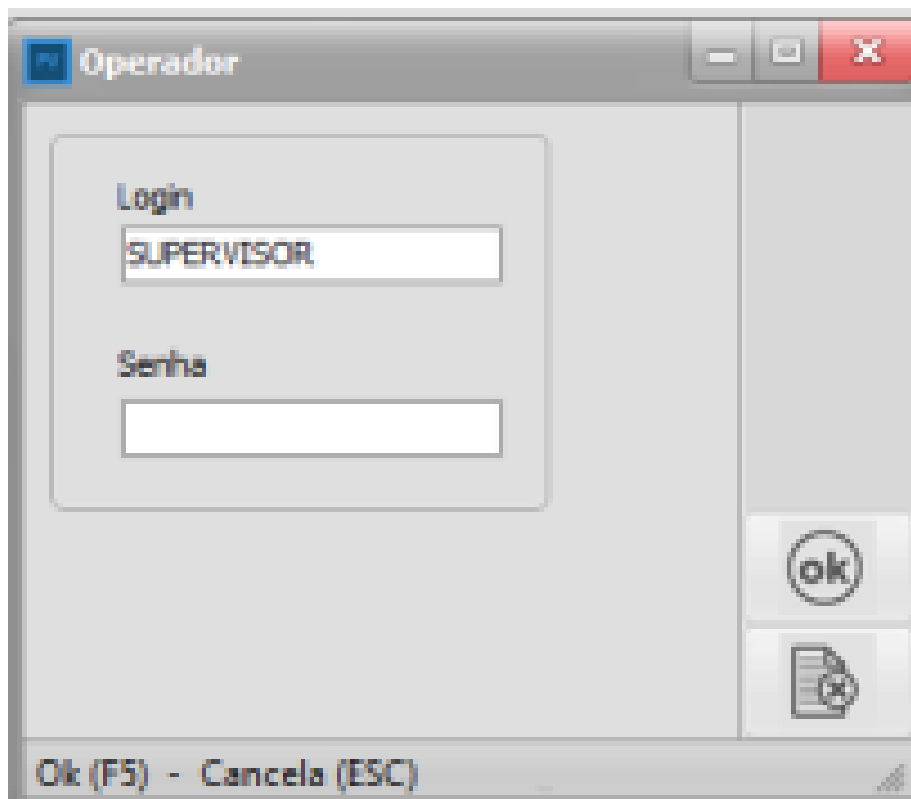 Operador
Login
SUPERVISOR
Senha
ok
Ok (F5) - Cancela (ESC)